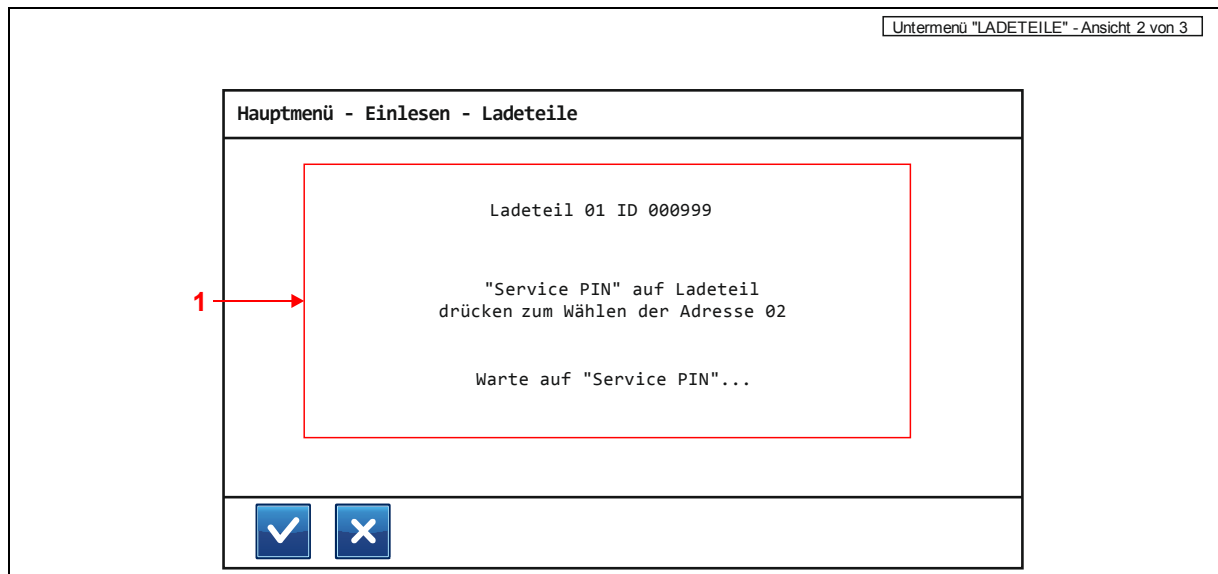 Untermenü "LADETEILE" - Ansicht 2 von 3
Hauptmenü - Einlesen - Ladeteile
Ladeteil 01 ID 000999
1
"Service PIN" auf Ladeteil
drücken zum Wählen der Adresse 02
Warte auf "Service PIN"...